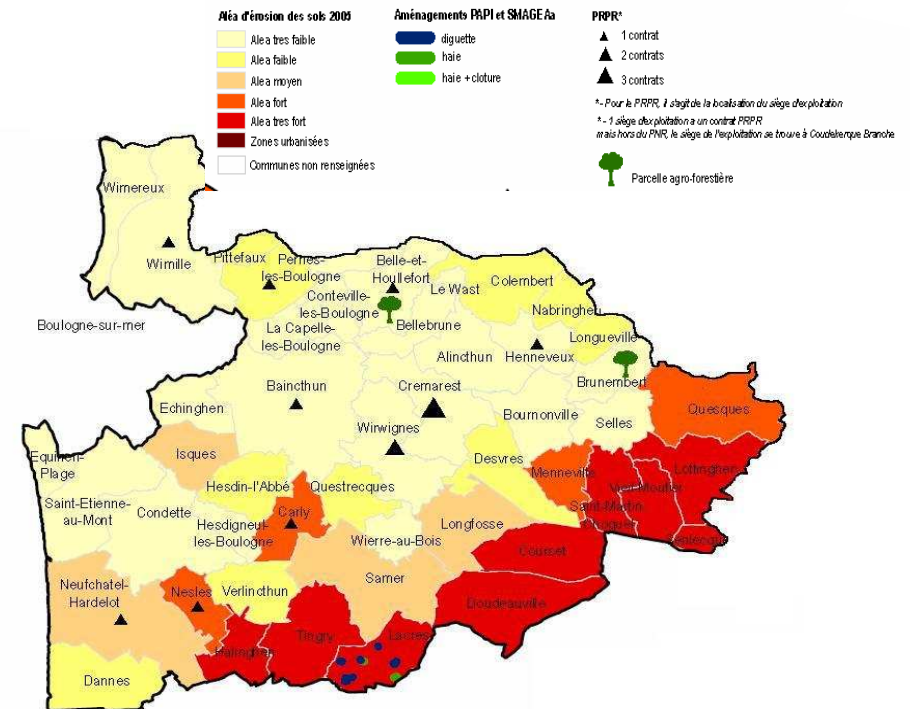 Aléa d'érosion des sols 2005
Alea tres faible
Alea faible
Alea moyen
Alea fort
Alea tres fort
Zones urbanisées
Communes non renseignées
Aménagements PAPI et SMAGEAa
diguette
haie
haie + cloture
PRPR*
1 contrat
2 contrats
3 contrats
*- Pour le PRPR, il s'agit de la localisation du siège d'exploitation
*- 1 siège d'exploitation a un contrat PRPR
mais hors du PNR, le siège de l'exploitation se trouve à Coudekerque Branche
Parcelle agro-forestière
Wimereux
Wimille
Pittefaux
Pernes-
les-Boulogne
Belle-et-
Houllefort
Le Wast
Colembert
Conteville-
les-Boulogne
Nabringhen
Boulogne-sur-mer
La Capelle-
les-Boulogne
Bellebrune
Longueville
Alincthun
Henneveux
Baincthun
Cremarest
Brunembert
Quesques
Echinghen
Wirwignes
Bournonville
Selles
Equihen-
Plage
Isques
Desvres
Menneville
Lottinghen
Vieil-Moutier
Saint-Etienne-
au-Mont
Condette
Hesdin-l'Abbé
Questrecques
Saint-Martin-
Choquel
Carly
Hesdigneul-
les-Boulogne
Wierre-au-Bois
Longfosse
Senlecques
Courset
Neufchatel-
Hardelot
Nesles
Verlincthun
Samer
Doudeauville
Halinghen
Tingry
Lacres
Dannes